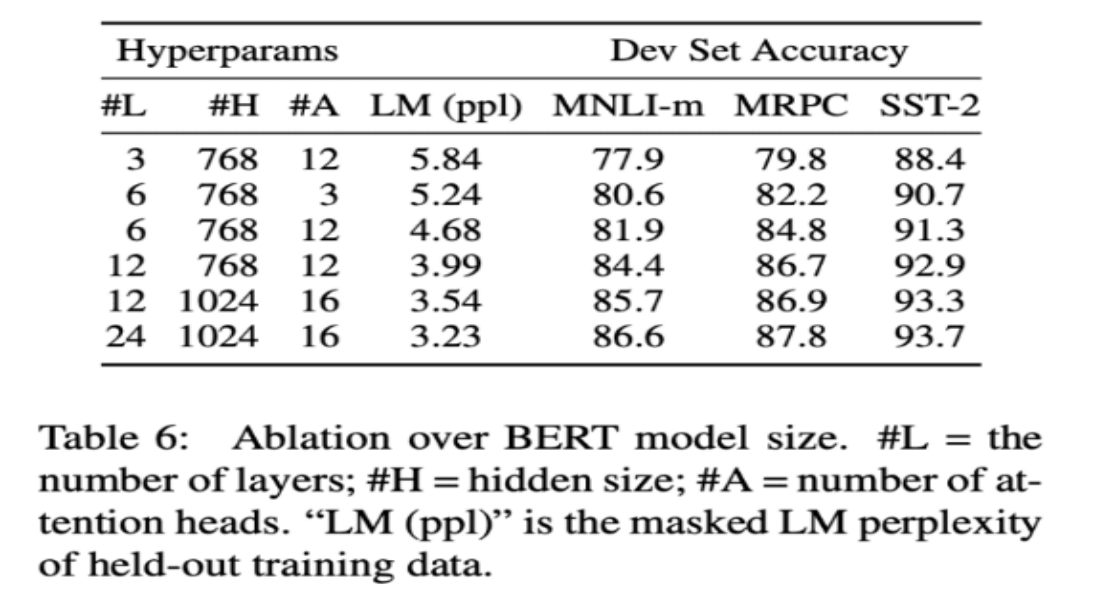 Hyperparams Dev Set Accuracy
#L #H #A LM (ppl) MNLI-m MRPC SST-2
3 768 12 5.84 77.9 79.8 88.4
6 768 3 5.24 80.6 82.2 90.7
6 768 12 4.68 81.9 84.8 91.3
12 768 12 3.99 84.4 86.7 92.9
12 1024 16 3.54 85.7 86.9 93.3
24 1024 16 3.23 86.6 87.8 93.7
Table 6: Ablation over BERT model size. #L = the
number of layers; #H = hidden size; #A = number of at-
tention heads. “LM (ppl)” is the masked LM perplexity
of held-out training data.